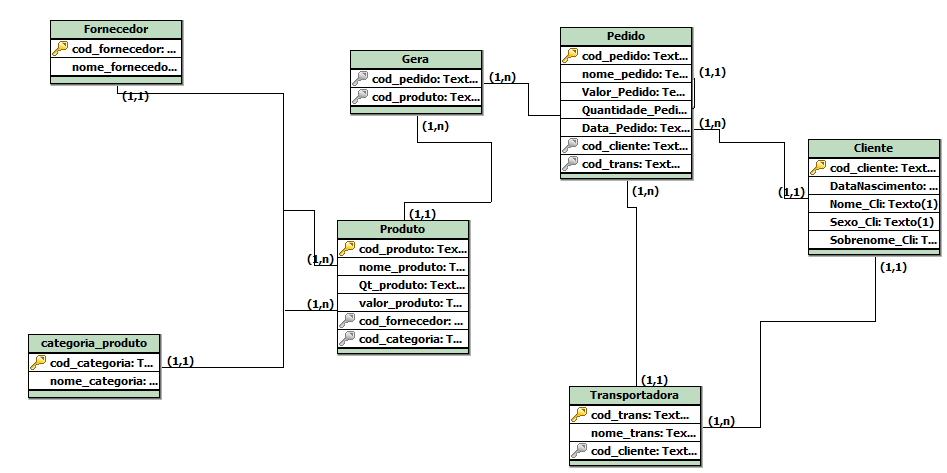 Fornecedor
cod_fornecedor: ...
nome_fornecedo...
(1,1)
Gera
cod_pedido: Text...
cod_produto: Tex...
(1,n)
(1,n)
Pedido
cod_pedido: Text...
nome_pedido: Tex...
Valor_Pedido: Te...
Quantidade_Pedi...
Data_Pedido: Tex...
cod_cliente: Text...
cod_trans: Text...
(1,1)
(1,n)
(1,n)
Cliente
cod_cliente: Text...
DataNascimento: ...
Nome_Cli: Texto(1)
Sexo_Cli: Texto(1)
Sobrenome_Cli: T...
(1,1)
(1,1)
(1,1)
Produto
cod_produto: Tex...
nome_produto: T...
Qt_produto: Text...
valor_produto: T...
cod_fornecedor: ...
cod_categoria: T...
(1,n)
(1,n)
categoria_produto
cod_categoria: T...
nome_categoria: ...
(1,1)
(1,1)
Transportadora
cod_trans: Text...
nome_trans: Tex...
cod_cliente: Text...
(1,n)